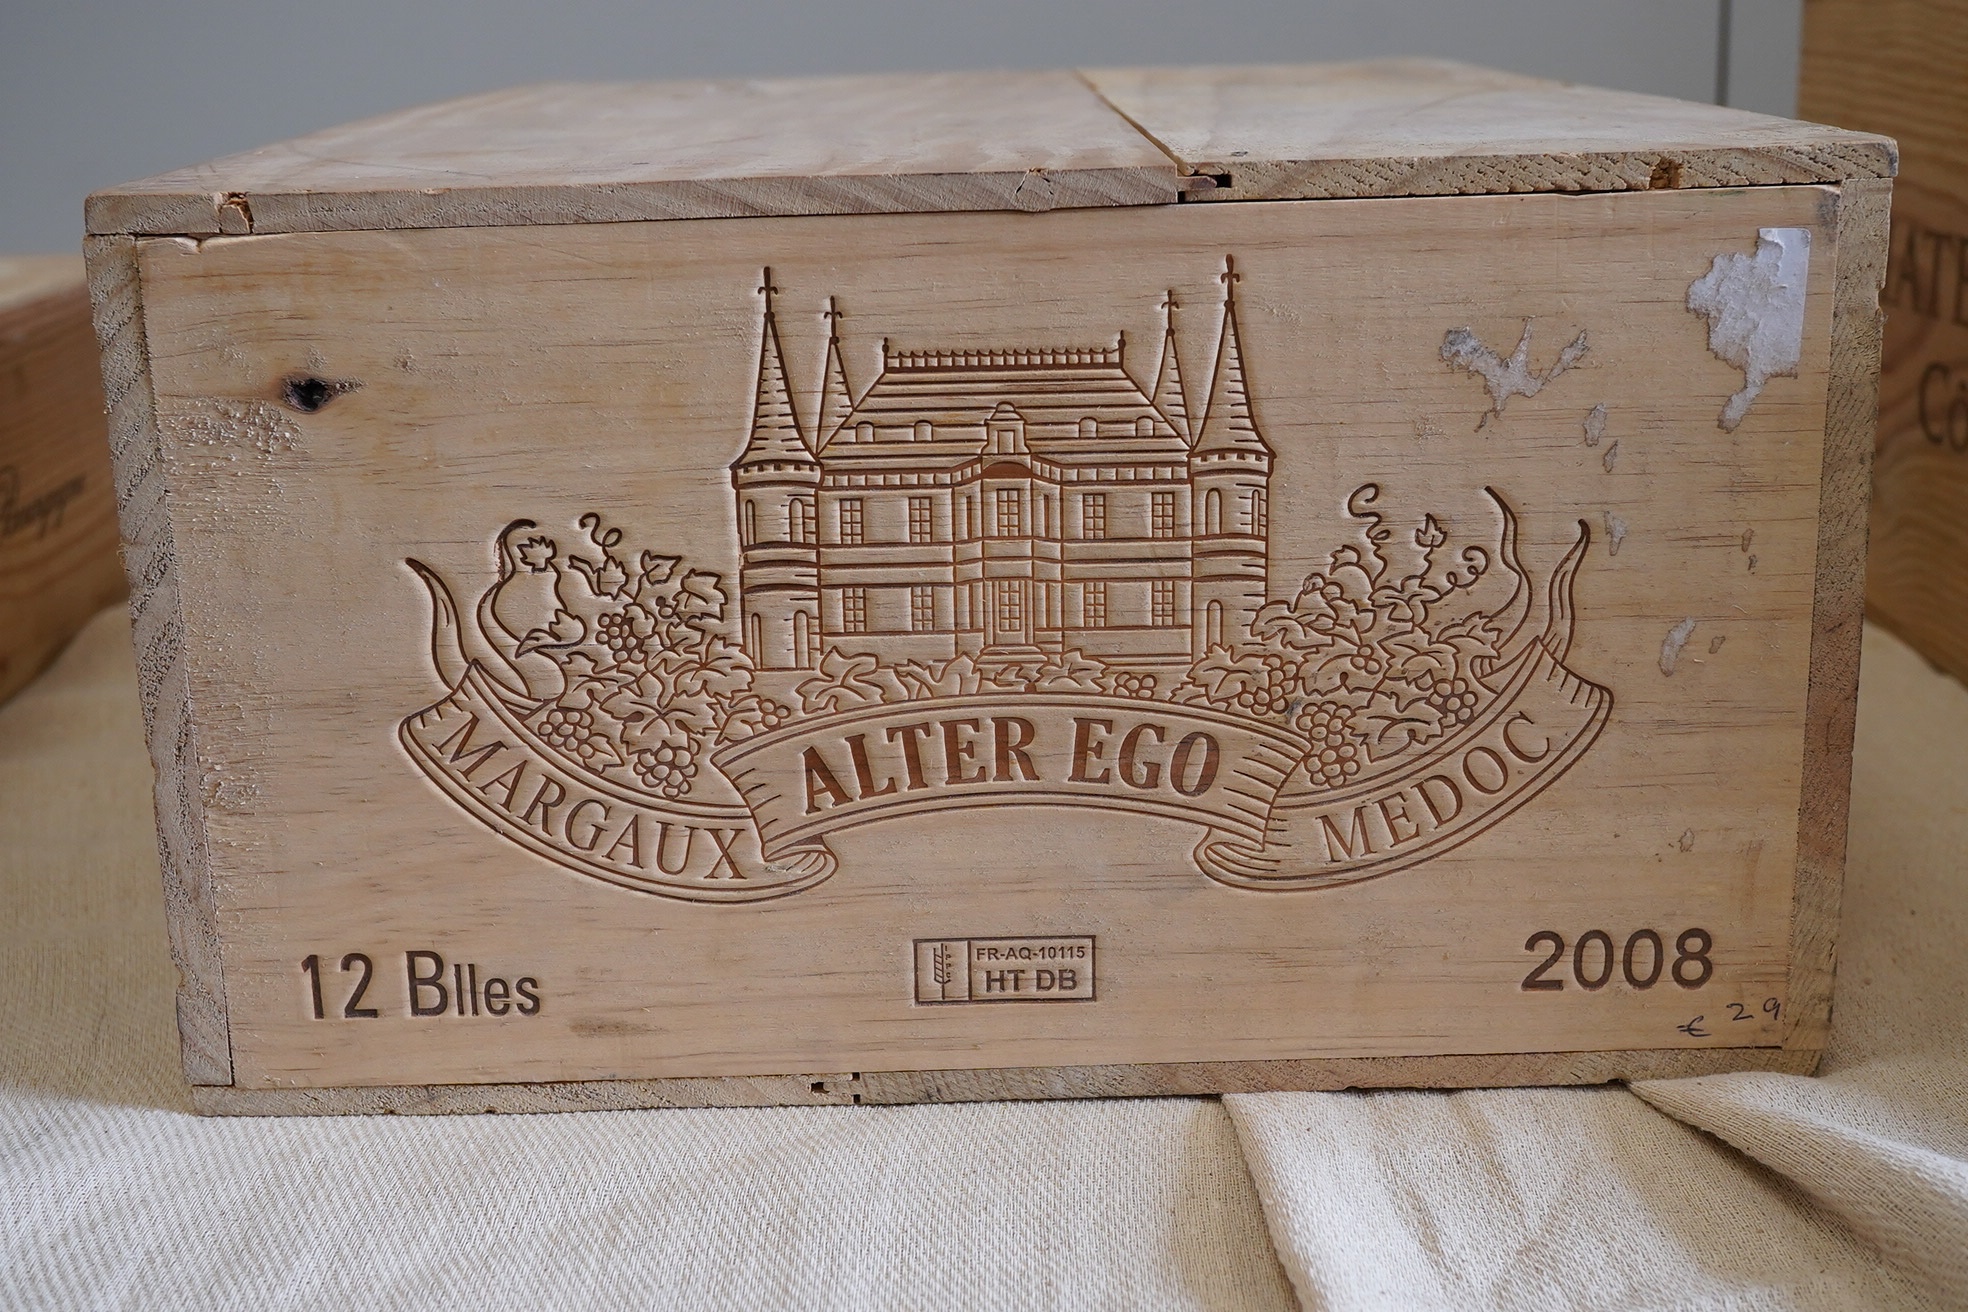 ALTER EGO
MARGAUX
MEDOC
12 Blles
FR-AQ-10115
HT DB
2008
€ 29